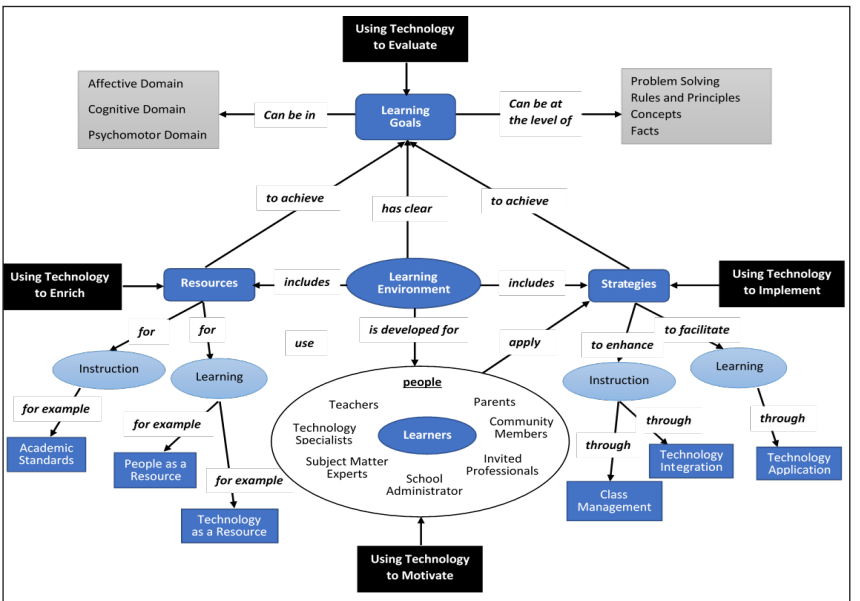 Using Technology
to Evaluate
Affective Domain
Cognitive Domain
Psychomotor Domain
Can be in
Learning
Goals
Can be at
the level of
Problem Solving
Rules and Principles
Concepts
Facts
to achieve
has clear
to achieve
Using Technology
to Enrich
Resources
includes
Learning
Environment
includes
Strategies
Using Technology
to Implement
for
for
use
is developed for
apply
to enhance
to facilitate
Instruction
Learning
Instruction
Learning
for example
for example
for example
Academic
Standards
People as a
Resource
Technology
as a Resource
people
Teachers
Parents
Technology
Specialists
Learners
Community
Members
Subject Matter
Experts
School
Administrator
Invited
Professionals
through
through
through
Class
Management
Technology
Integration
Technology
Application
Using Technology
to Motivate